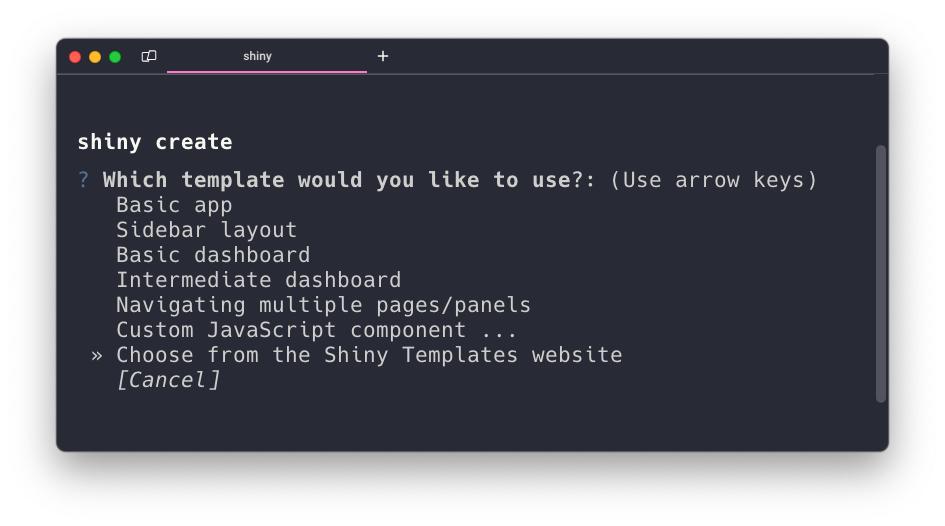 shiny
+
shiny create
? Which template would you like to use?: (Use arrow keys)
Basic app
Sidebar layout
Basic dashboard
Intermediate dashboard
Navigating multiple pages/panels
Custom JavaScript component ...
» Choose from the Shiny Templates website
[Cancel]